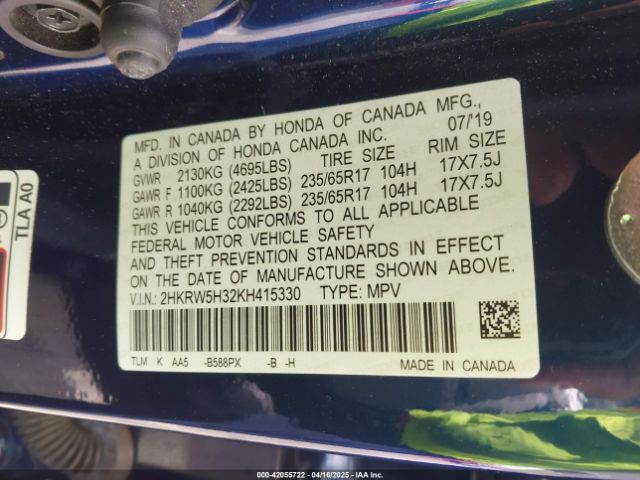 MFD. IN CANADA BY HONDA OF CANADA MFG.,
A DIVISION OF HONDA CANADA INC. 07/'19
GVWR 2130KG (4695LBS) TIRE SIZE RIM SIZE
GAWR F 1100KG (2425LBS) 235/65R17 104H 17X7.5J
GAWR R 1040KG (2292LBS) 235/65R17 104H 17X7.5J
THIS VEHICLE CONFORMS TO ALL APPLICABLE
FEDERAL MOTOR VEHICLE SAFETY
AND THEFT PREVENTION STANDARDS IN EFFECT
ON THE DATE OF MANUFACTURE SHOWN ABOVE.
V.I.N.: 2HKRW5H32KH415330 TYPE: MPV
TLM K AA5 -B588PX -B -H MADE IN CANADA
TLA A0
000-42055722 - 04/16/2025 - IAA Inc.